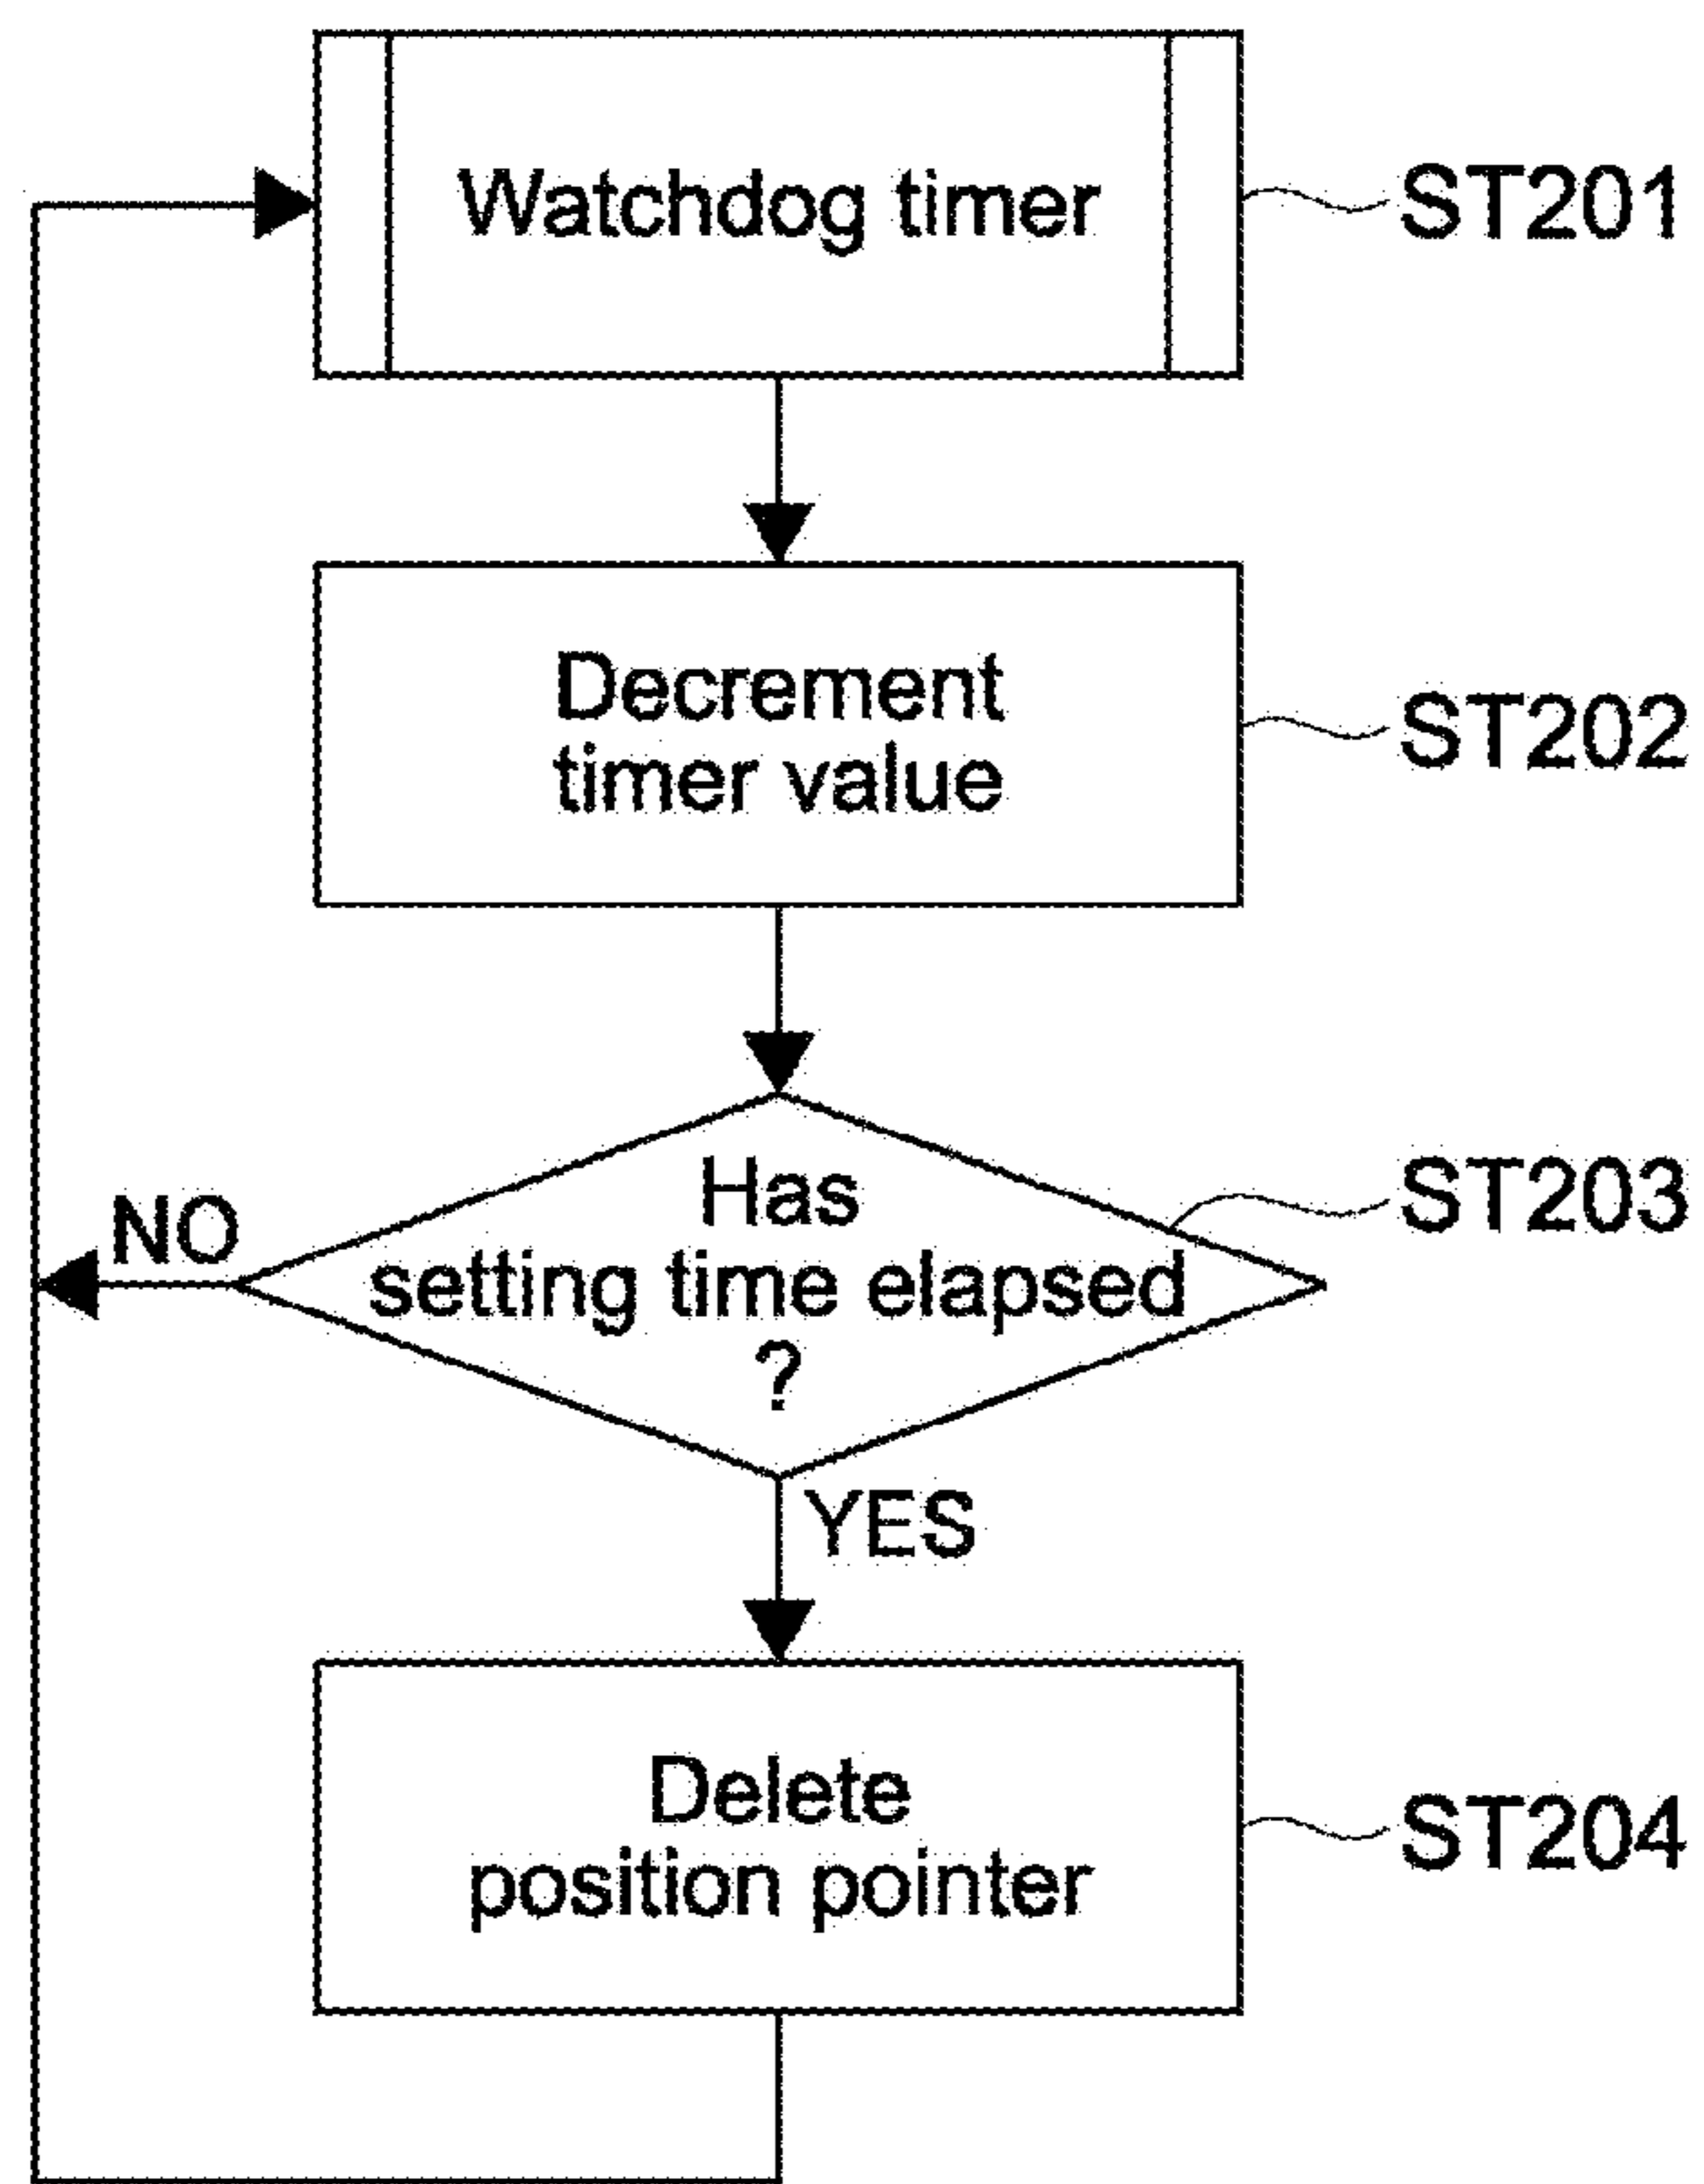 Watchdog timer
ST201
Decrement
timer value
ST202
Has
setting time elapsed
?
ST203
NO
YES
Delete
position pointer
ST204